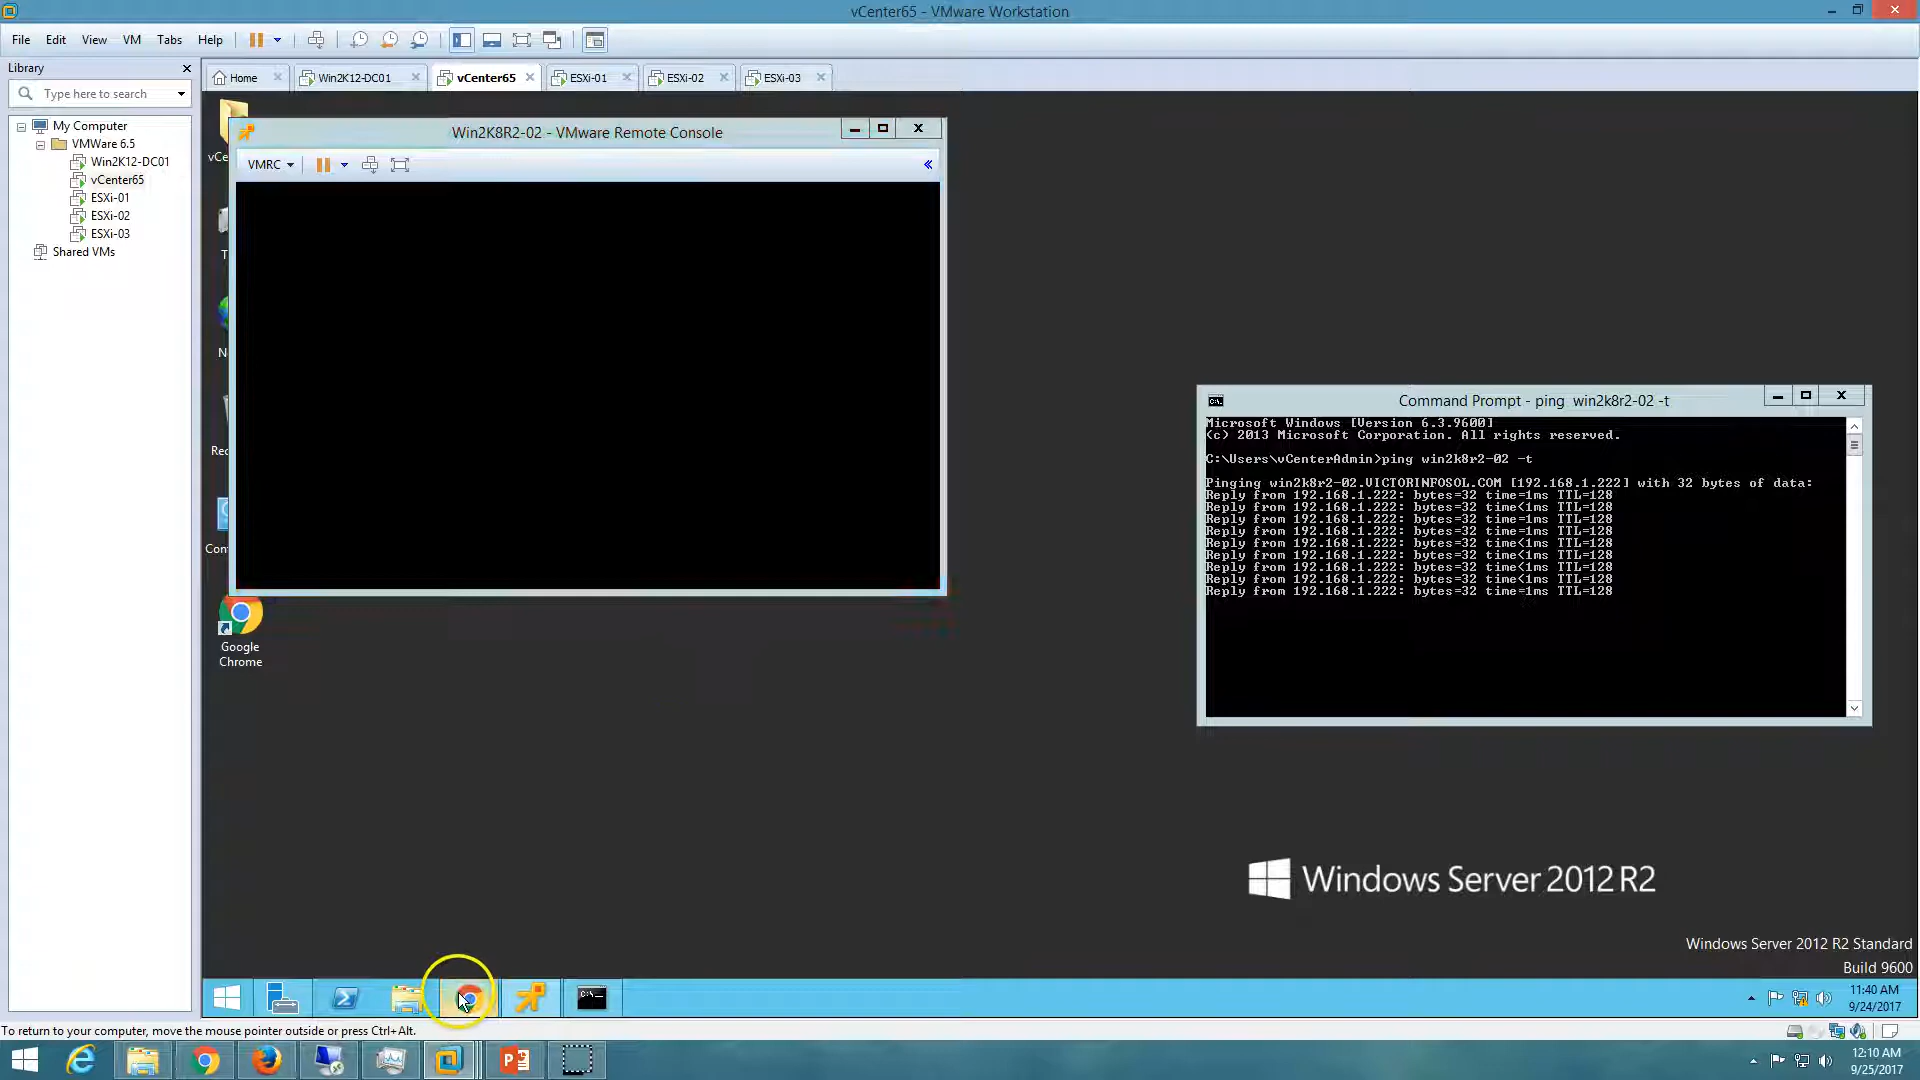 vCenter65 - VMware Workstation
File Edit View VM Tabs Help
Library
Type here to search
My Computer
VMWare 6.5
Win2K12-DC01
vCenter65
ESXi-01
ESXi-02
ESXi-03
Shared VMs
Home Win2K12-DC01 vCenter65 ESXi-01 ESXi-02 ESXi-03
vCe
Win2K8R2-02 - VMware Remote Console
VMRC
T
N
Rec
Con
Google
Chrome
Command Prompt - ping win2k8r2-02 -t
Microsoft Windows [Version 6.3.9600]
(c) 2013 Microsoft Corporation. All rights reserved.
C:\Users\vCenterAdmin>ping win2k8r2-02 -t
Pinging win2k8r2-02.VICTORINFOSOL.COM [192.168.1.222] with 32 bytes of data:
Reply from 192.168.1.222: bytes=32 time=1ms TTL=128
Reply from 192.168.1.222: bytes=32 time<1ms TTL=128
Reply from 192.168.1.222: bytes=32 time=1ms TTL=128
Reply from 192.168.1.222: bytes=32 time=1ms TTL=128
Reply from 192.168.1.222: bytes=32 time<1ms TTL=128
Reply from 192.168.1.222: bytes=32 time<1ms TTL=128
Reply from 192.168.1.222: bytes=32 time<1ms TTL=128
Reply from 192.168.1.222: bytes=32 time<1ms TTL=128
Reply from 192.168.1.222: bytes=32 time=1ms TTL=128
Windows Server 2012 R2
Windows Server 2012 R2 Standard
Build 9600
11:40 AM
9/24/2017
To return to your computer, move the mouse pointer outside or press Ctrl+Alt.
12:10 AM
9/25/2017